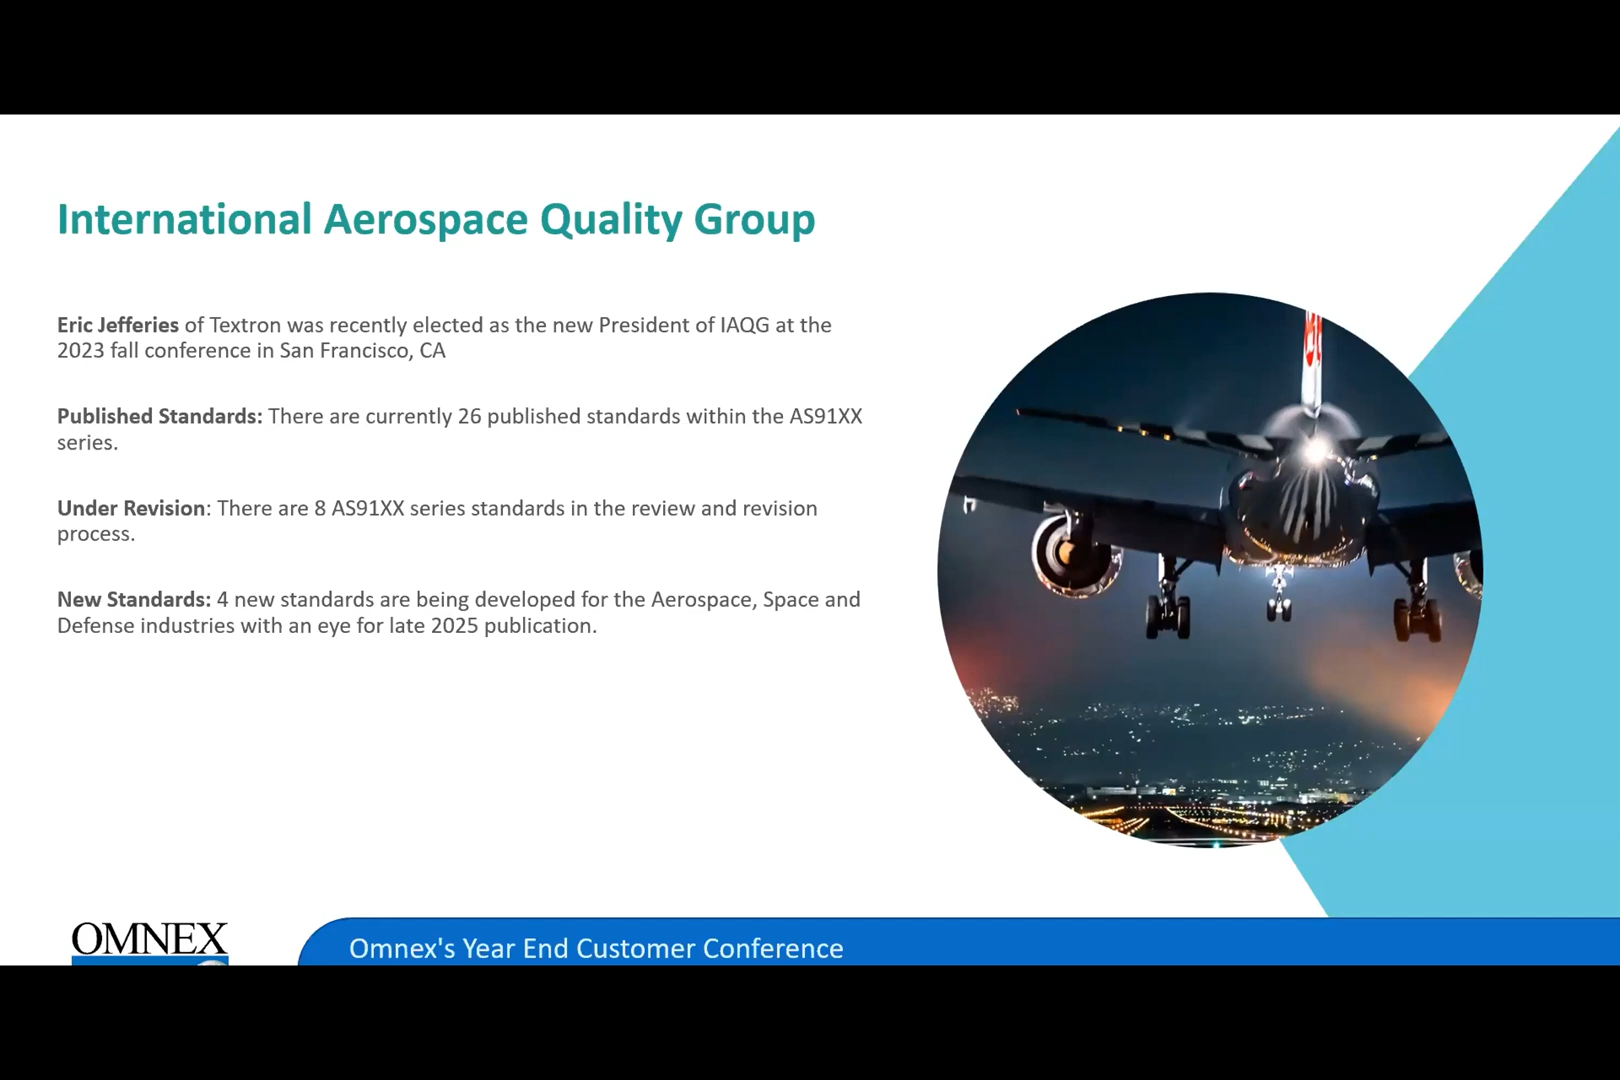 International Aerospace Quality Group
Eric Jefferies of Textron was recently elected as the new President of IAQG at the
2023 fall conference in San Francisco, CA
Published Standards: There are currently 26 published standards within the AS91XX
series.
Under Revision: There are 8 AS91XX series standards in the review and revision
process.
New Standards: 4 new standards are being developed for the Aerospace, Space and
Defense industries with an eye for late 2025 publication.
OMNEX
Omnex's Year End Customer Conference